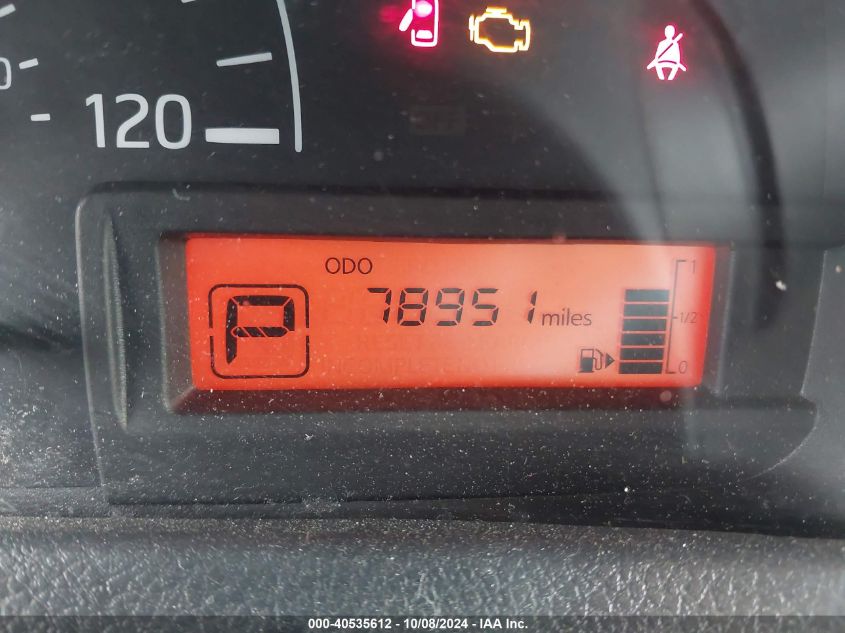 120
ODO
1
P
78951 miles
1/2
0
000-40535612 - 10/08/2024 - IAA Inc.